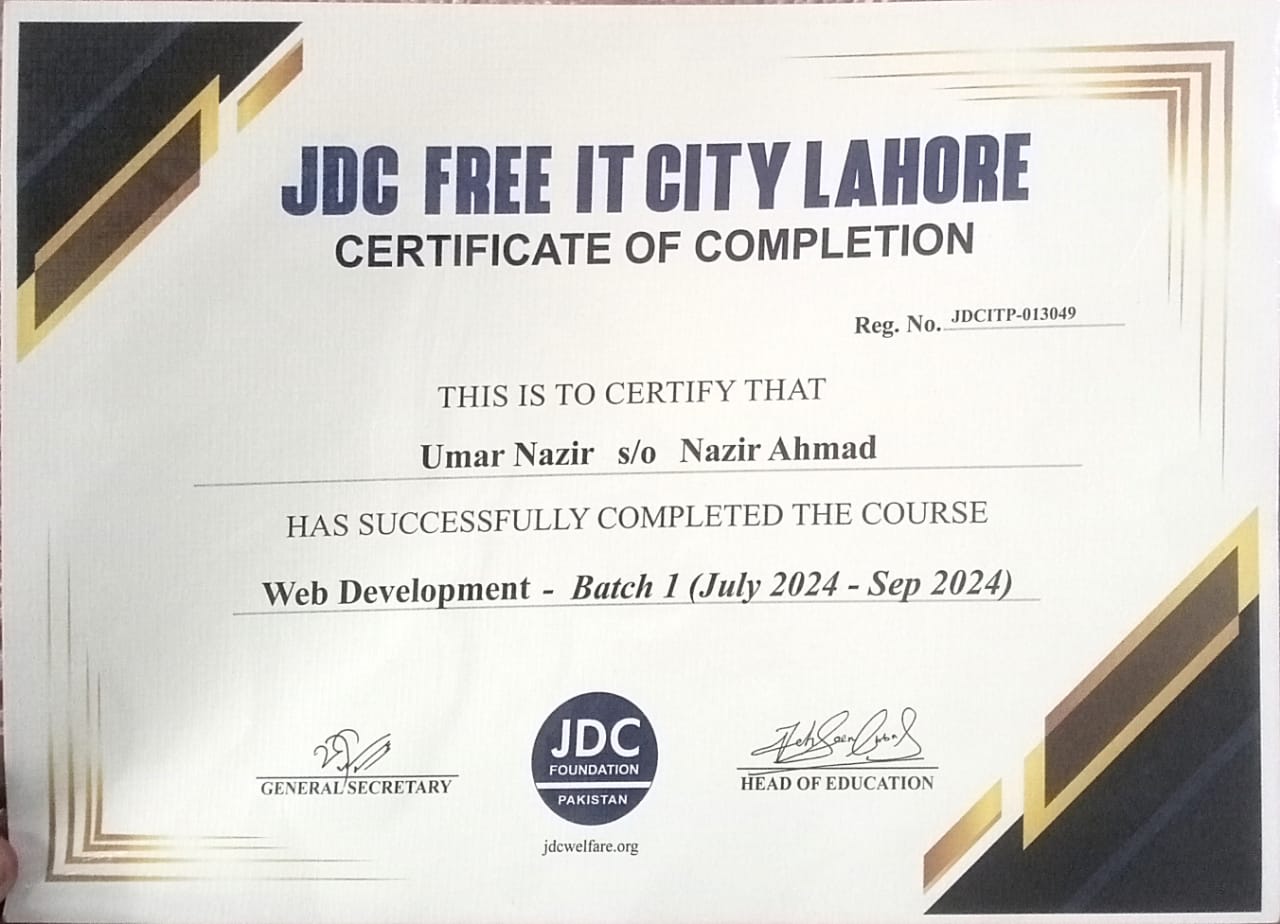 JDC FREE IT CITY LAHORE
CERTIFICATE OF COMPLETION
Reg. No. JDCITP-013049
THIS IS TO CERTIFY THAT
Umar Nazir s/o Nazir Ahmad
HAS SUCCESSFULLY COMPLETED THE COURSE
Web Development - Batch 1 (July 2024 - Sep 2024)
GENERAL SECRETARY
JDC
FOUNDATION
PAKISTAN
HEAD OF EDUCATION
jdcwelfare.org